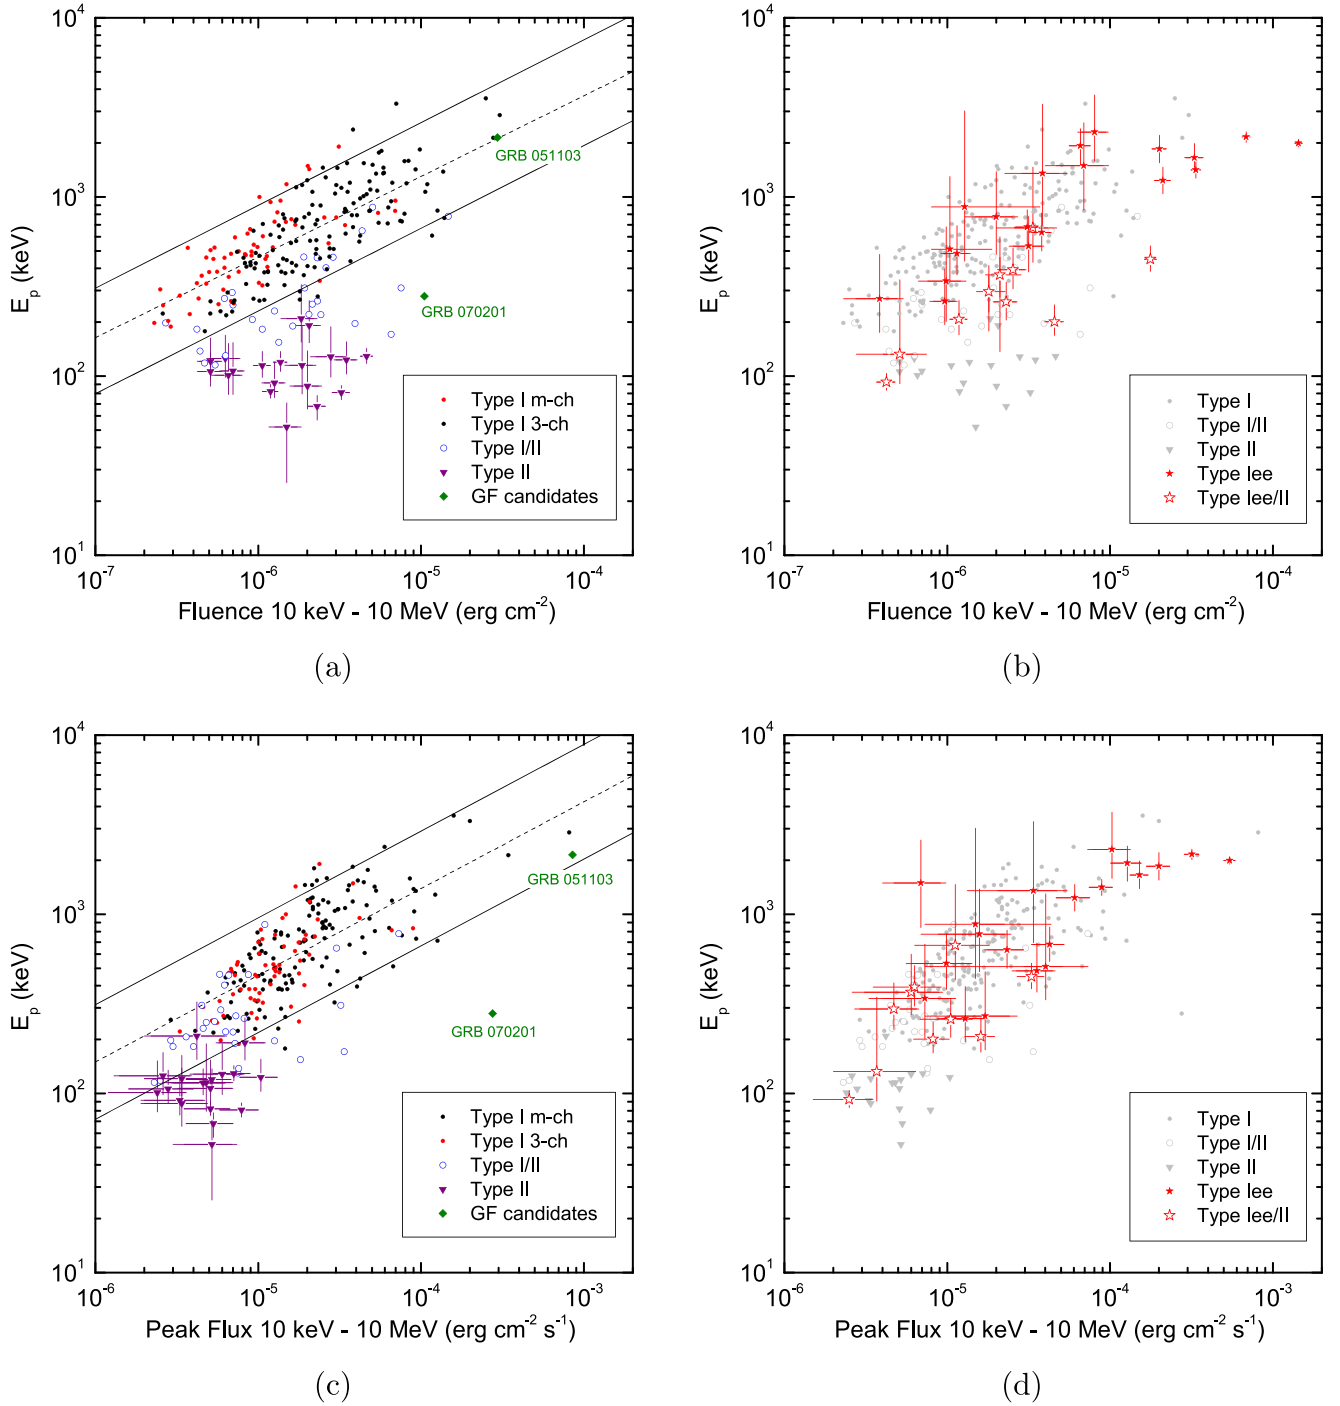 10^4
10^3
10^2
10^1
E_p (keV)
GRB 051103
GRB 070201
Type I m-ch
Type I 3-ch
Type I/II
Type II
GF candidates
10^-7 10^-6 10^-5 10^-4
Fluence 10 keV - 10 MeV (erg cm^-2)
(a)
10^4
10^3
10^2
10^1
E_p (keV)
Type I
Type I/II
Type II
Type Iee
Type Iee/II
10^-7 10^-6 10^-5 10^-4
Fluence 10 keV - 10 MeV (erg cm^-2)
(b)
10^4
10^3
10^2
10^1
E_p (keV)
GRB 051103
GRB 070201
Type I m-ch
Type I 3-ch
Type I/II
Type II
GF candidates
10^-6 10^-5 10^-4 10^-3
Peak Flux 10 keV - 10 MeV (erg cm^-2 s^-1)
(c)
10^4
10^3
10^2
10^1
E_p (keV)
Type I
Type I/II
Type II
Type Iee
Type Iee/II
10^-6 10^-5 10^-4 10^-3
Peak Flux 10 keV - 10 MeV (erg cm^-2 s^-1)
(d)